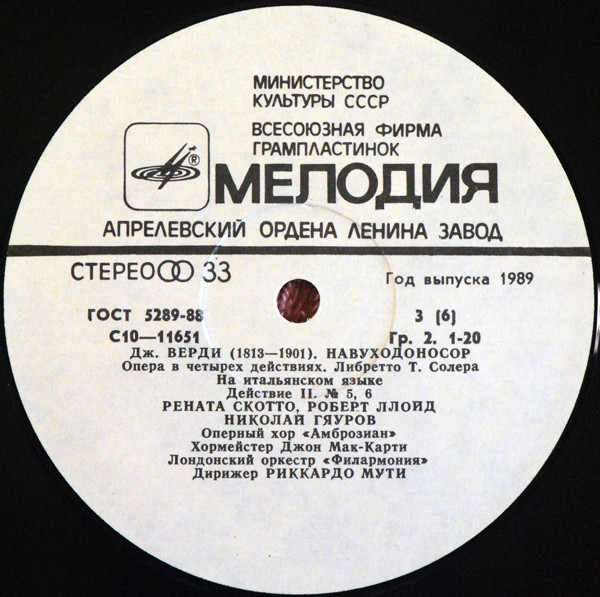 МИНИСТЕРСТВО
КУЛЬТУРЫ СССР
ВСЕСОЮЗНАЯ ФИРМА
ГРАМПЛАСТИНОК
® МЕЛОДИЯ
АПРЕЛЕВСКИЙ ОРДЕНА ЛЕНИНА ЗАВОД
СТЕРЕО 33 Год выпуска 1989
ГОСТ 5289-88 3 (6)
С10—11651 Гр. 2. 1-20
Дж. ВЕРДИ (1813—1901). НАВУХОДОНОСОР
Опера в четырех действиях. Либретто Т. Солера
На итальянском языке
Действие II. № 5, 6
РЕНАТА СКОТТО, РОБЕРТ ЛЛОЙД
НИКОЛАЙ ГЯУРОВ
Оперный хор «Амброзиан»
Хормейстер Джон Мак-Карти
Лондонский оркестр «Филармония»
Дирижер РИККАРДО МУТИ